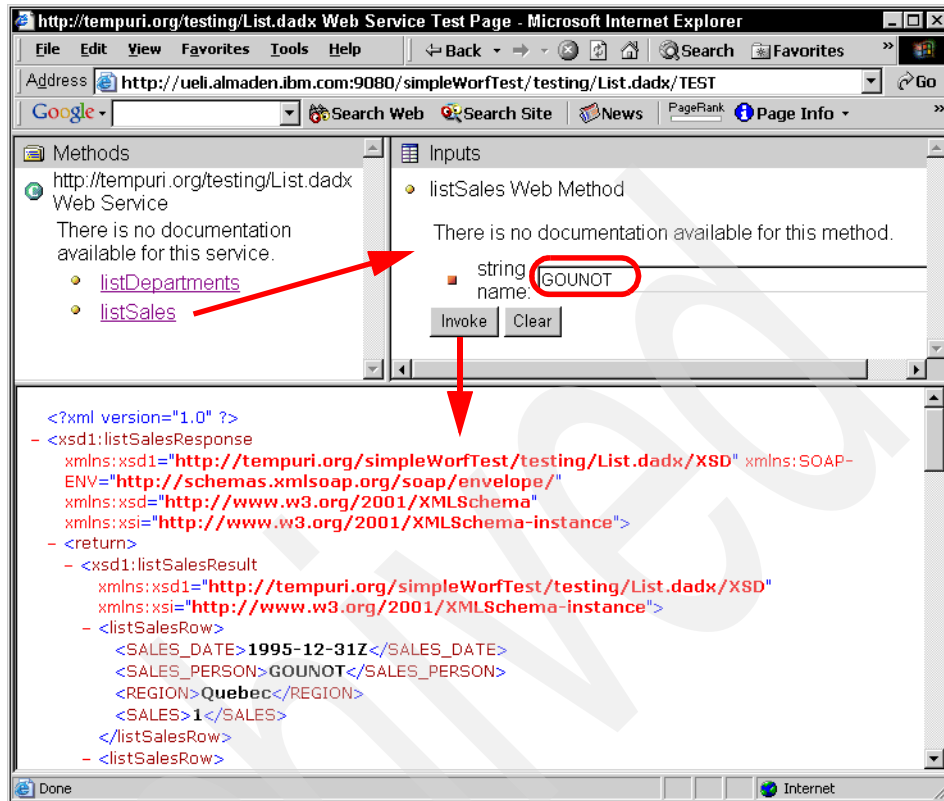 http://tempuri.org/testing/List.dadx Web Service Test Page - Microsoft Internet Explorer
File Edit View Favorites Tools Help Back Search Favorites »
Address http://ueli.almaden.ibm.com:9080/simpleWorfTest/testing/List.dadx/TEST Go
Google Search Web Search Site News PageRank Page Info »
Methods
http://tempuri.org/testing/List.dadx
Web Service
There is no documentation
available for this service.
listDepartments
listSales
Inputs
listSales Web Method
There is no documentation available for this method.
string
name: GOUNOT
Invoke Clear
<?xml version="1.0" ?>
- <xsd1:listSalesResponse
xmlns:xsd1="http://tempuri.org/simpleWorfTest/testing/List.dadx/XSD" xmlns:SOAP-
ENV="http://schemas.xmlsoap.org/soap/envelope/"
xmlns:xsd="http://www.w3.org/2001/XMLSchema"
xmlns:xsi="http://www.w3.org/2001/XMLSchema-instance">
- <return>
- <xsd1:listSalesResult
xmlns:xsd1="http://tempuri.org/simpleWorfTest/testing/List.dadx/XSD"
xmlns:xsi="http://www.w3.org/2001/XMLSchema-instance">
- <listSalesRow>
<SALES_DATE>1995-12-31Z</SALES_DATE>
<SALES_PERSON>GOUNOT</SALES_PERSON>
<REGION>Quebec</REGION>
<SALES>1</SALES>
</listSalesRow>
- <listSalesRow>
Done Internet